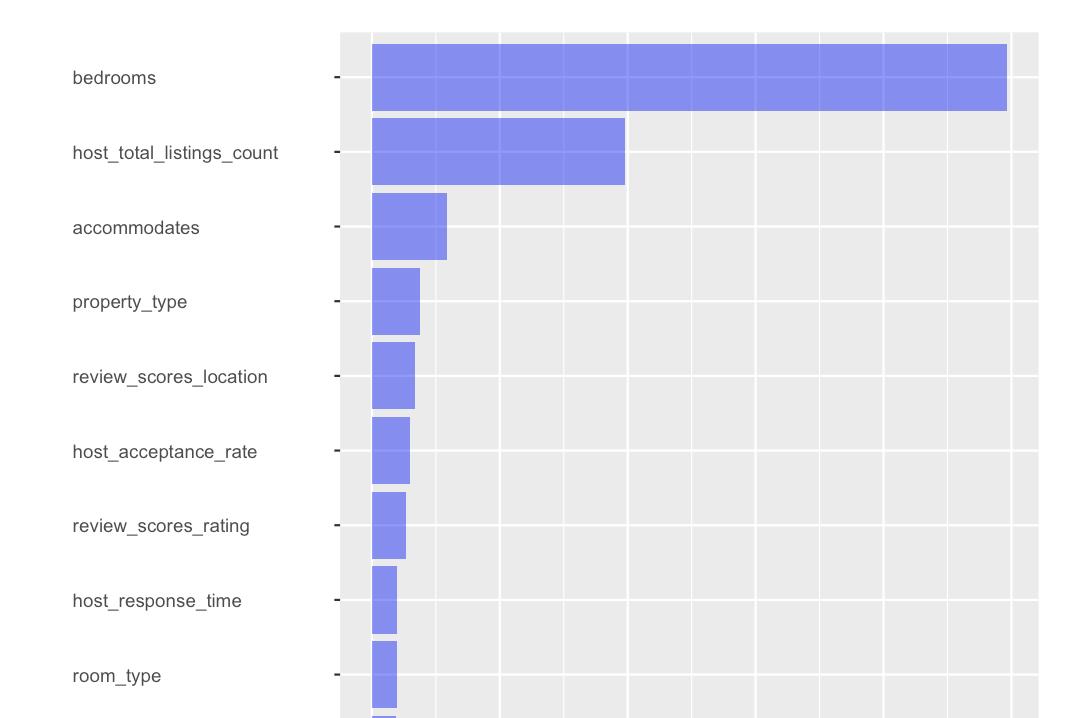 bedrooms
host_total_listings_count
accommodates
property_type
review_scores_location
host_acceptance_rate
review_scores_rating
host_response_time
room_type